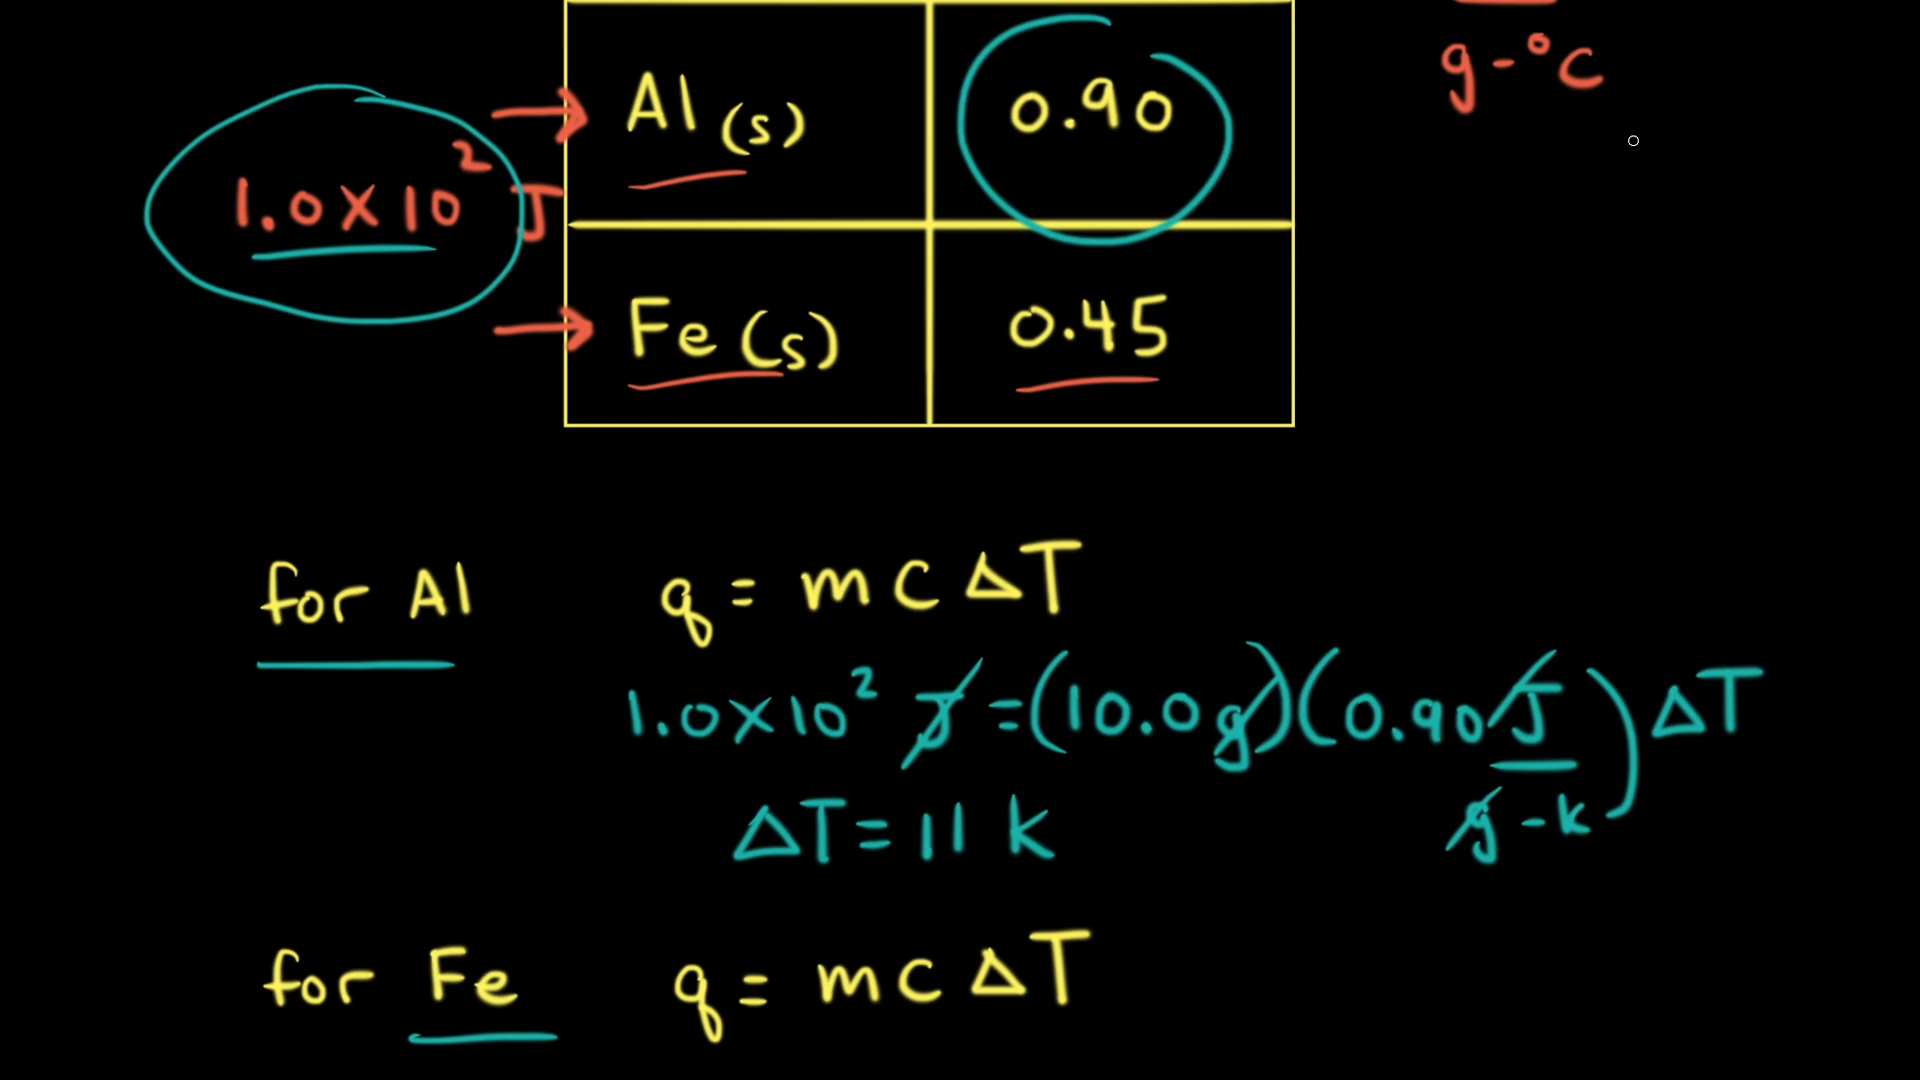 g-°C
Al(s) 0.90
1.0x10² J
Fe(s) 0.45
for Al q = mcΔT
1.0x10² J = (10.0g)(0.90 J/g-K)ΔT
ΔT = 11 K
for Fe q = mcΔT